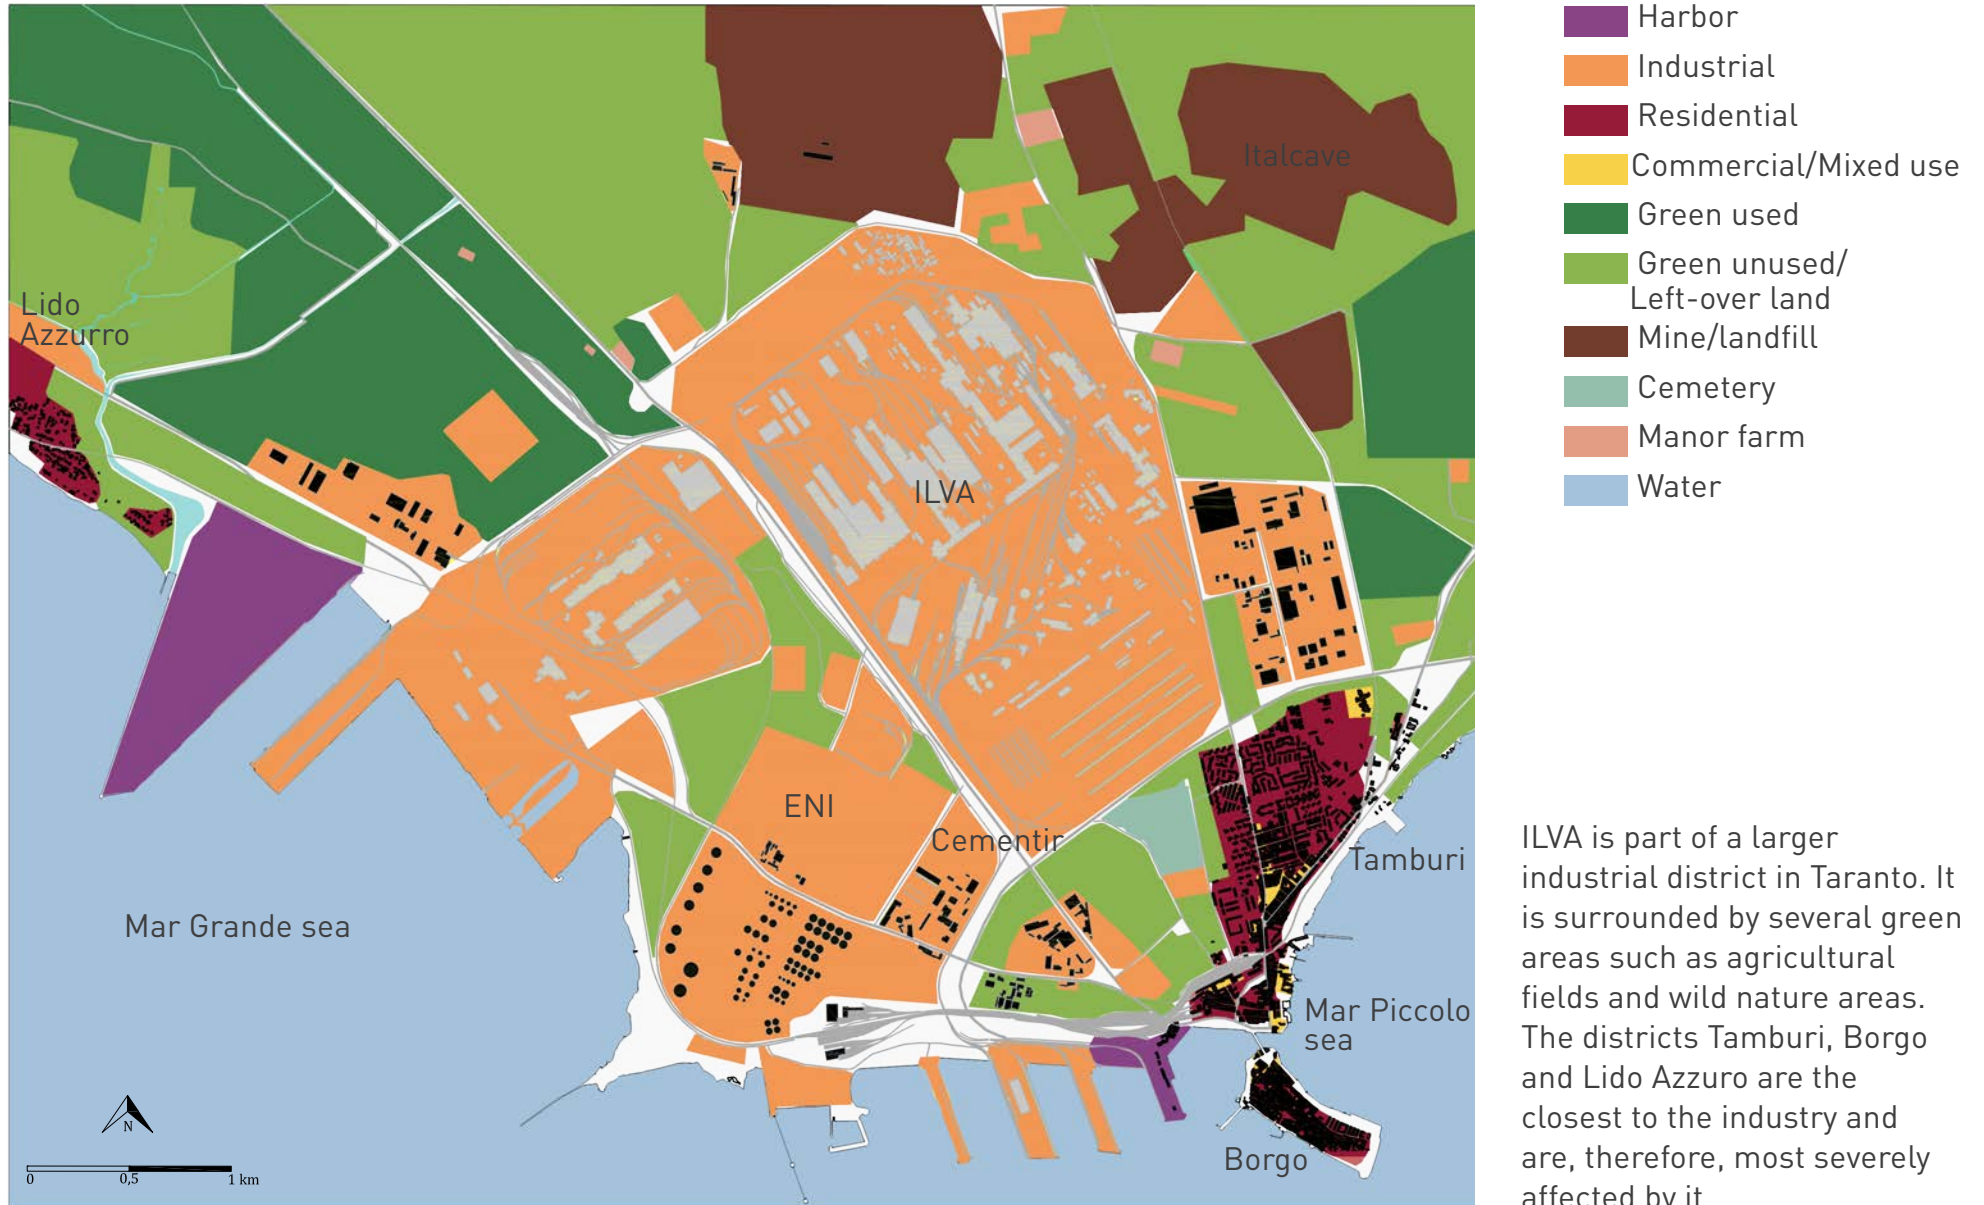 Harbor
Industrial
Residential
Commercial/Mixed use
Green used
Green unused/
Left-over land
Mine/landfill
Cemetery
Manor farm
Water
Italcave
Lido
Azzurro
ILVA
ENI
Cementir
Tamburi
Mar Grande sea
Mar Piccolo
sea
Borgo
N
0 0,5 1 km
ILVA is part of a larger
industrial district in Taranto. It
is surrounded by several green
areas such as agricultural
fields and wild nature areas.
The districts Tamburi, Borgo
and Lido Azzuro are the
closest to the industry and
are, therefore, most severely
affected by it